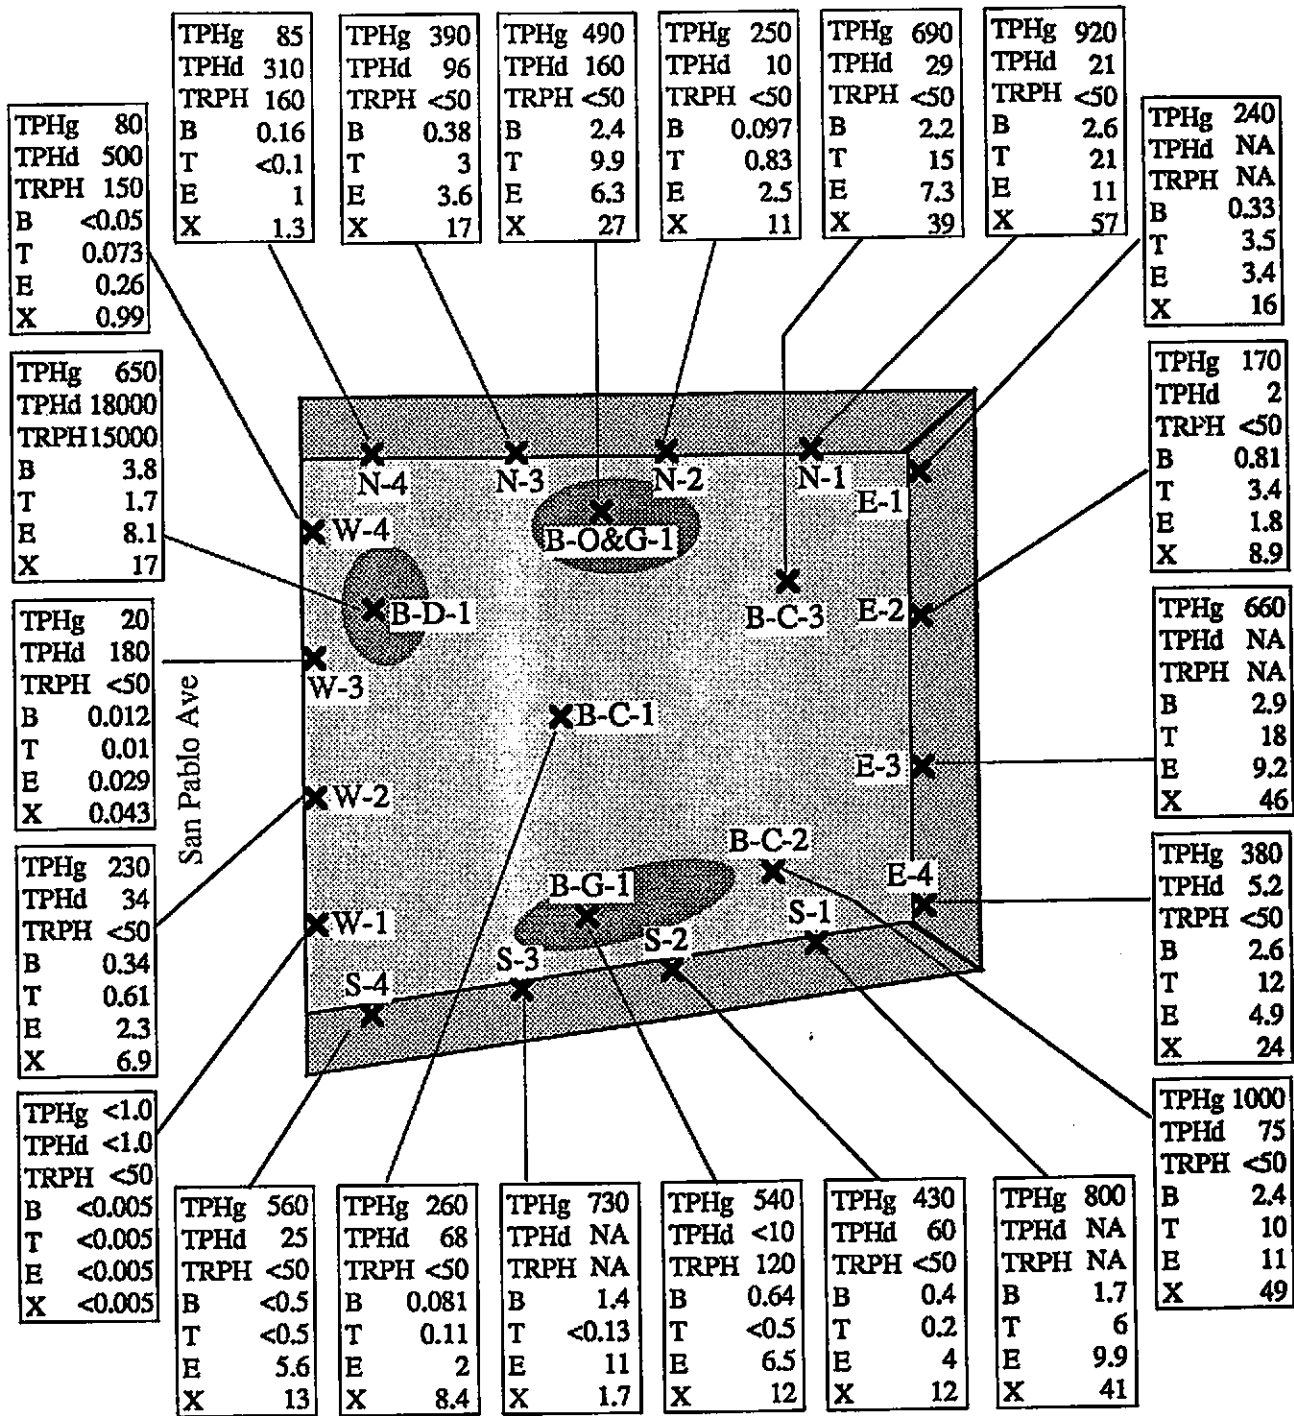 TPHg 85
TPHd 310
TRPH 160
B 0.16
T <0.1
E 1
X 1.3
TPHg 390
TPHd 96
TRPH <50
B 0.38
T 3
E 3.6
X 17
TPHg 490
TPHd 160
TRPH <50
B 2.4
T 9.9
E 6.3
X 27
TPHg 250
TPHd 10
TRPH <50
B 0.097
T 0.83
E 2.5
X 11
TPHg 690
TPHd 29
TRPH <50
B 2.2
T 15
E 7.3
X 39
TPHg 920
TPHd 21
TRPH <50
B 2.6
T 21
E 11
X 57
TPHg 80
TPHd 500
TRPH 150
B <0.05
T 0.073
E 0.26
X 0.99
TPHg 240
TPHd NA
TRPH NA
B 0.33
T 3.5
E 3.4
X 16
TPHg 650
TPHd 18000
TRPH 15000
B 3.8
T 1.7
E 8.1
X 17
TPHg 170
TPHd 2
TRPH <50
B 0.81
T 3.4
E 1.8
X 8.9
N-4
N-3
N-2
N-1
E-1
W-4
B-O&G-1
B-D-1
B-C-3
E-2
W-3
B-C-1
E-3
W-2
B-C-2
B-G-1
E-4
W-1
S-1
S-2
S-3
S-4
San Pablo Ave
TPHg 20
TPHd 180
TRPH <50
B 0.012
T 0.01
E 0.029
X 0.043
TPHg 660
TPHd NA
TRPH NA
B 2.9
T 18
E 9.2
X 46
TPHg 230
TPHd 34
TRPH <50
B 0.34
T 0.61
E 2.3
X 6.9
TPHg 380
TPHd 5.2
TRPH <50
B 2.6
T 12
E 4.9
X 24
TPHg <1.0
TPHd <1.0
TRPH <50
B <0.005
T <0.005
E <0.005
X <0.005
TPHg 1000
TPHd 75
TRPH <50
B 2.4
T 10
E 11
X 49
TPHg 560
TPHd 25
TRPH <50
B <0.5
T <0.5
E 5.6
X 13
TPHg 260
TPHd 68
TRPH <50
B 0.081
T 0.11
E 2
X 8.4
TPHg 730
TPHd NA
TRPH NA
B 1.4
T <0.13
E 11
X 1.7
TPHg 540
TPHd <10
TRPH 120
B 0.64
T <0.5
E 6.5
X 12
TPHg 430
TPHd 60
TRPH <50
B 0.4
T 0.2
E 4
X 12
TPHg 800
TPHd NA
TRPH NA
B 1.7
T 6
E 9.9
X 41